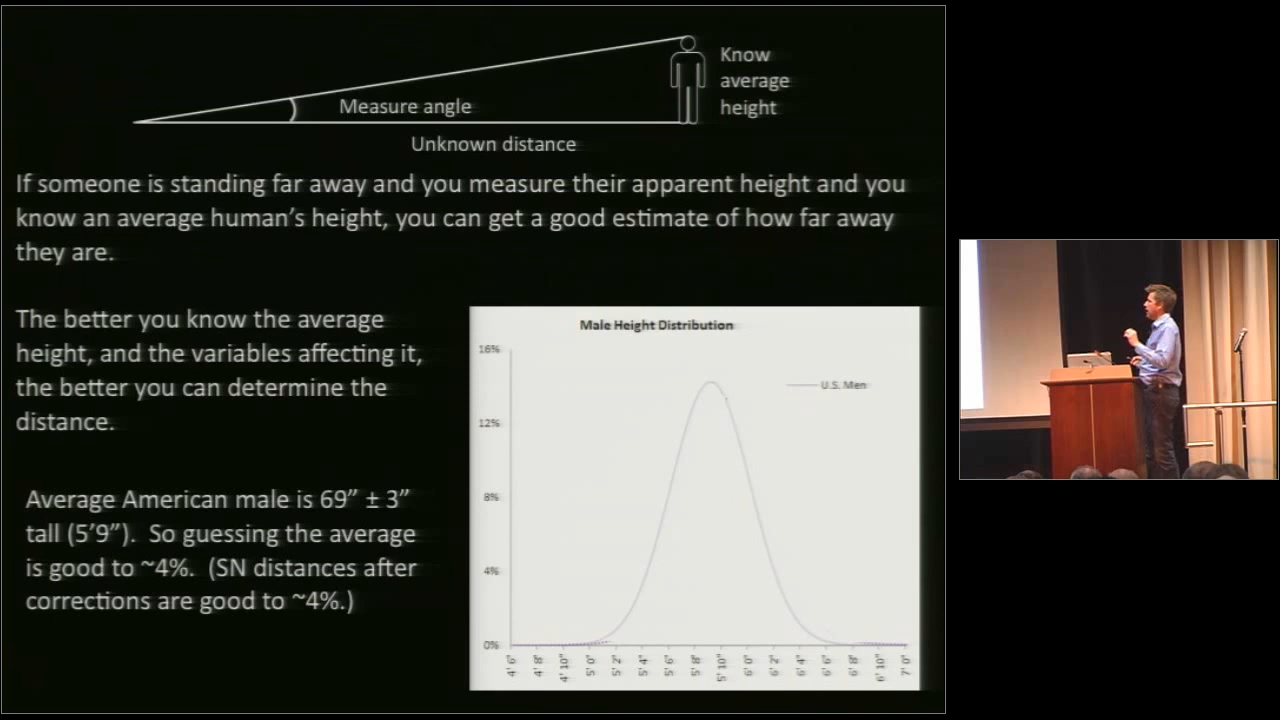 Know
average
height
Measure angle
Unknown distance
If someone is standing far away and you measure their apparent height and you
know an average human's height, you can get a good estimate of how far away
they are.
The better you know the average
height, and the variables affecting it,
the better you can determine the
distance.
Average American male is 69” ± 3”
tall (5’9”). So guessing the average
is good to ~4%. (SN distances after
corrections are good to ~4%.)
Male Height Distribution
16%
12%
8%
4%
0%
U.S. Men
4' 6"
4' 8"
4' 10"
5' 0"
5' 2"
5' 4"
5' 6"
5' 8"
5' 10"
6' 0"
6' 2"
6' 4"
6' 6"
6' 8"
6' 10"
7' 0"